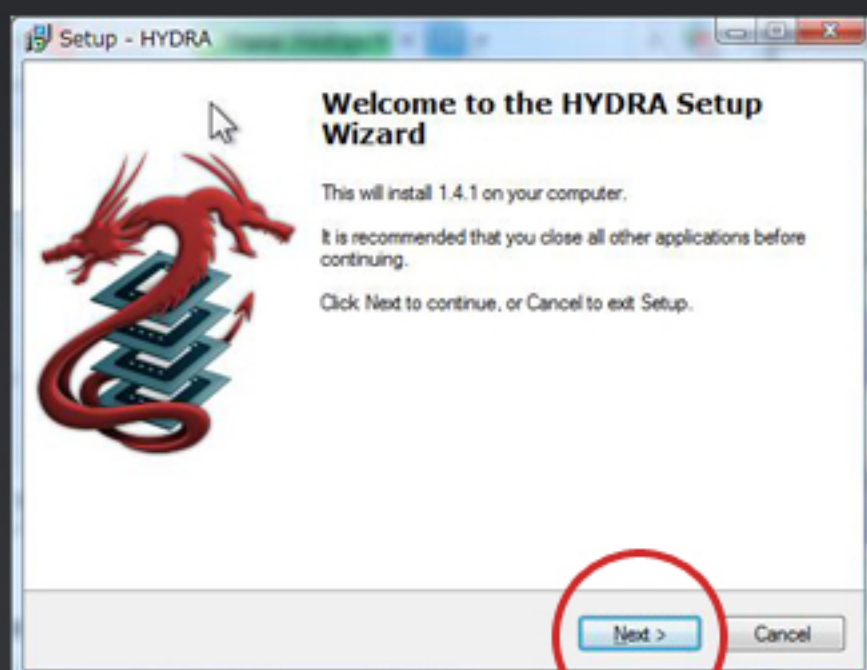 Setup - HYDRA
Welcome to the HYDRA Setup
Wizard
This will install 1.4.1 on your computer.
It is recommended that you close all other applications before
continuing.
Click Next to continue, or Cancel to exit Setup.
Next >
Cancel